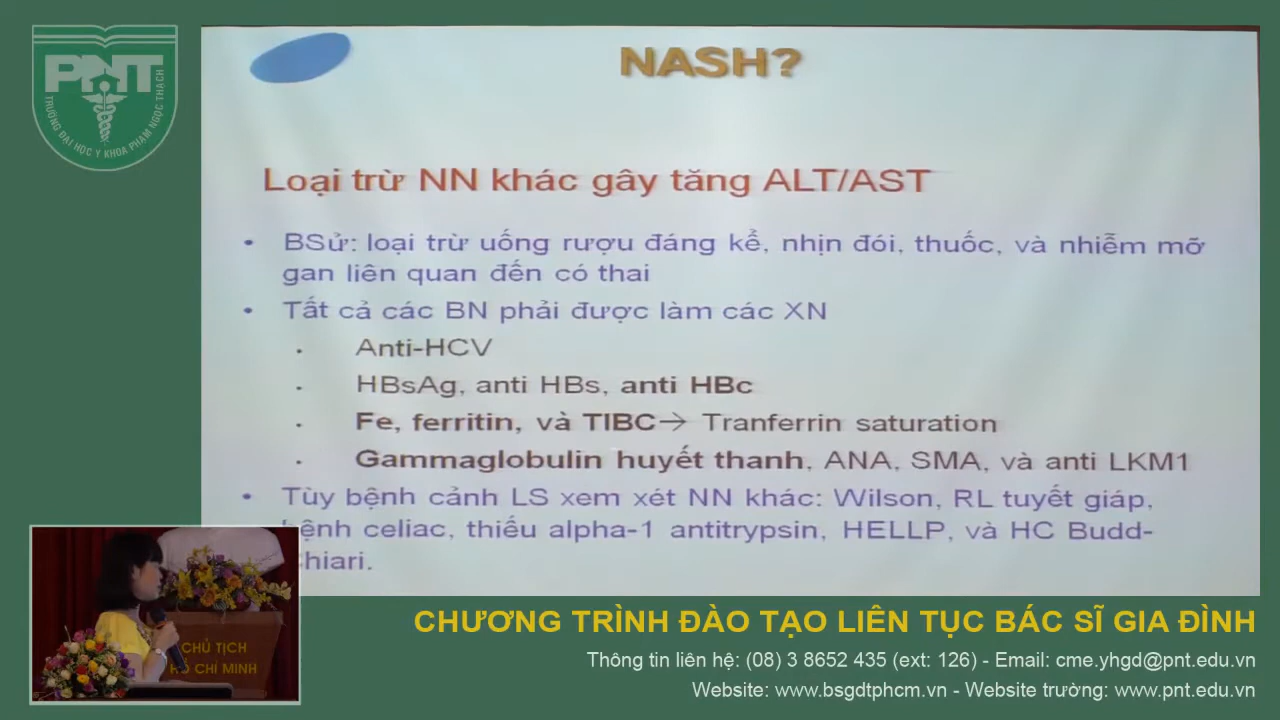 PNT
TRƯỜNG ĐẠI HỌC Y KHOA PHẠM NGỌC THẠCH
NASH?
Loại trừ NN khác gây tăng ALT/AST
• BSử: loại trừ uống rượu đáng kể, nhịn đói, thuốc, và nhiễm mỡ
gan liên quan đến có thai
• Tất cả các BN phải được làm các XN
• Anti-HCV
• HBsAg, anti HBs, anti HBc
• Fe, ferritin, và TIBC→ Tranferrin saturation
• Gammaglobulin huyết thanh, ANA, SMA, và anti LKM1
• Tùy bệnh cảnh LS xem xét NN khác: Wilson, RL tuyết giáp,
bệnh celiac, thiếu alpha-1 antitrypsin, HELLP, và HC Budd-
Chiari.
CHỦ TỊCH
HỒ CHÍ MINH
CHƯƠNG TRÌNH ĐÀO TẠO LIÊN TỤC BÁC SĨ GIA ĐÌNH
Thông tin liên hệ: (08) 3 8652 435 (ext: 126) - Email: cme.yhgd@pnt.edu.vn
Website: www.bsgdtphcm.vn - Website trường: www.pnt.edu.vn